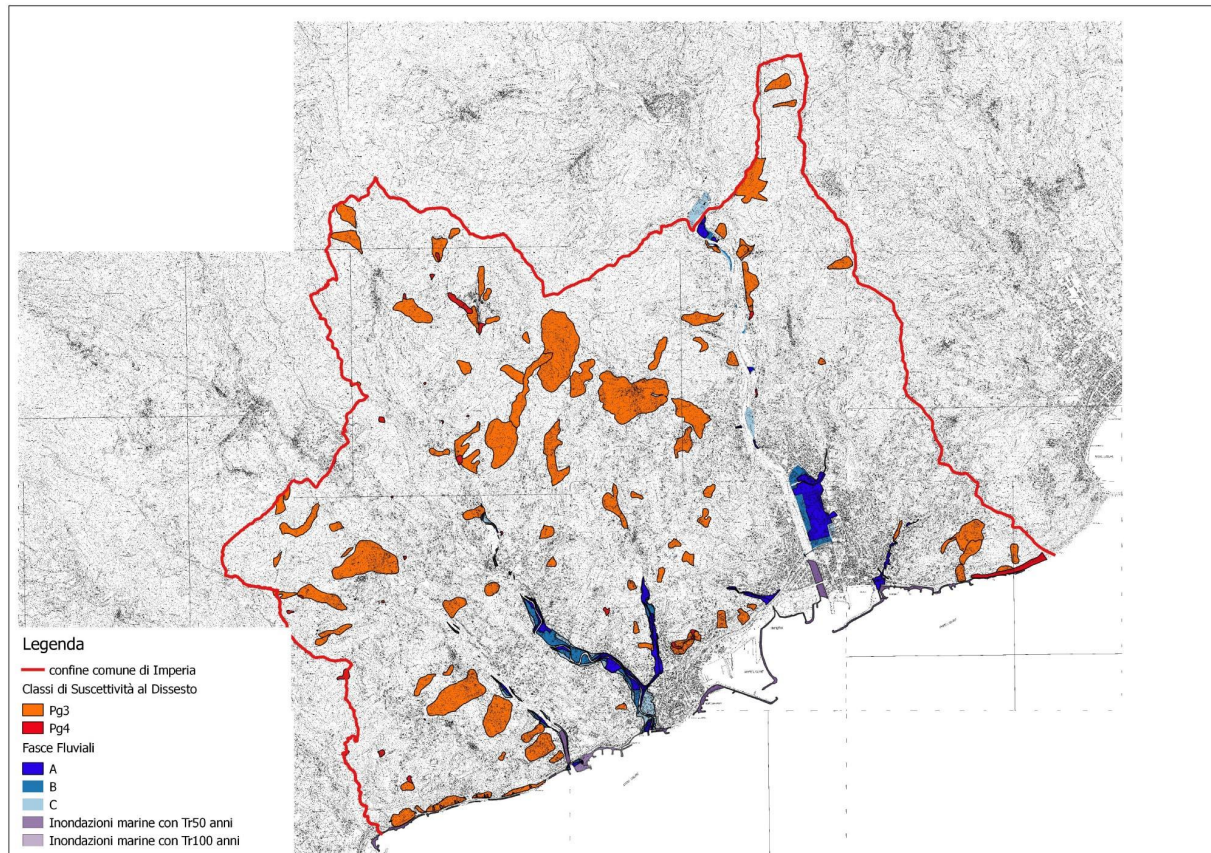 Legenda
confine comune di Imperia
Classi di Suscettività al Dissesto
Pg3
Pg4
Fasce Fluviali
A
B
C
Inondazioni marine con Tr50 anni
Inondazioni marine con Tr100 anni